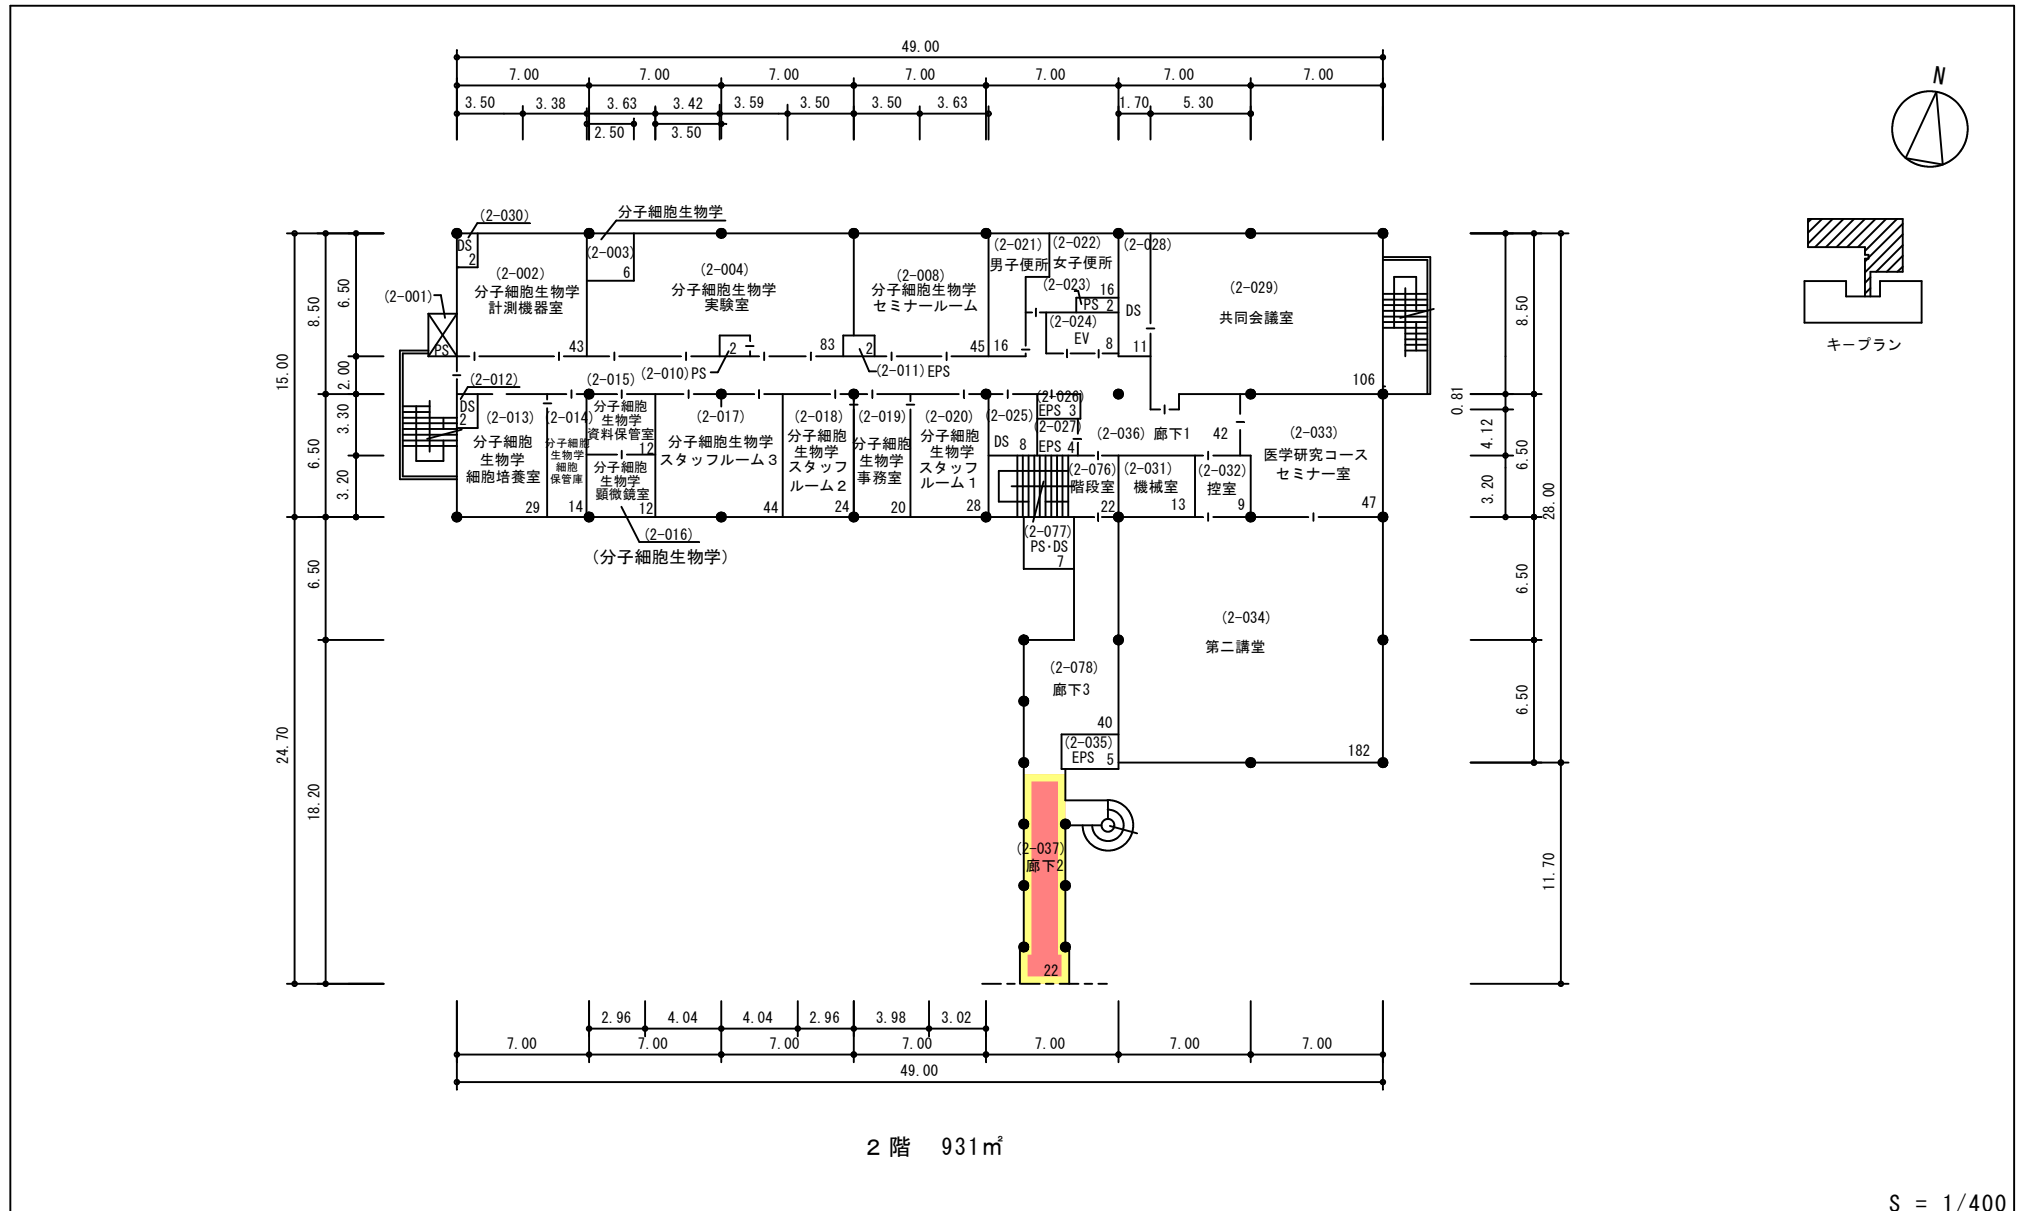 49.00
7.00 7.00 7.00 7.00 7.00 7.00 7.00
3.50 3.38 3.63 3.42 3.59 3.50 3.50 3.63 1.70 5.30
2.50 3.50
N
キープラン
15.00
8.50
6.50
6.50
2.00
3.30
3.20
24.70
6.50
18.20
(2-030)
DS
2
分子細胞生物学
(2-003)
6
(2-001)
PS
(2-002)
分子細胞生物学
計測機器室
43
(2-004)
分子細胞生物学
実験室
83
2
(2-010)PS
(2-008)
分子細胞生物学
セミナールーム
45
2
(2-011)EPS
(2-021)
男子便所
16
(2-022)
女子便所
16
(2-023)
PS 2
(2-024)
EV
8
(2-028)
DS
11
(2-029)
共同会議室
106
(2-012)
DS
2
(2-013)
分子細胞
生物学
細胞培養室
29
(2-014)
分子細胞
生物学
細胞
保管庫
14
(2-015)
分子細胞
生物学
資料保管室
12
分子細胞
生物学
顕微鏡室
12
(2-016)
(分子細胞生物学)
(2-017)
分子細胞生物学
スタッフルーム3
44
(2-018)
分子細胞
生物学
スタッフ
ルーム2
24
(2-019)
分子細胞
生物学
事務室
20
(2-020)
分子細胞
生物学
スタッフ
ルーム1
28
(2-025)
DS 8
(2-026)
EPS 3
(2-027)
EPS 4
(2-036) 廊下1
42
(2-033)
医学研究コース
セミナー室
47
(2-076)
階段室
22
(2-031)
機械室
13
(2-032)
控室
9
(2-077)
PS・DS
7
(2-034)
第二講堂
182
(2-078)
廊下3
40
(2-035)
EPS 5
(2-037)
廊下2
22
8.50
0.81
4.12
3.20
6.50
6.50
6.50
28.00
11.70
2.96 4.04 4.04 2.96 3.98 3.02
7.00 7.00 7.00 7.00 7.00 7.00 7.00
49.00
2階 931㎡
S = 1/400